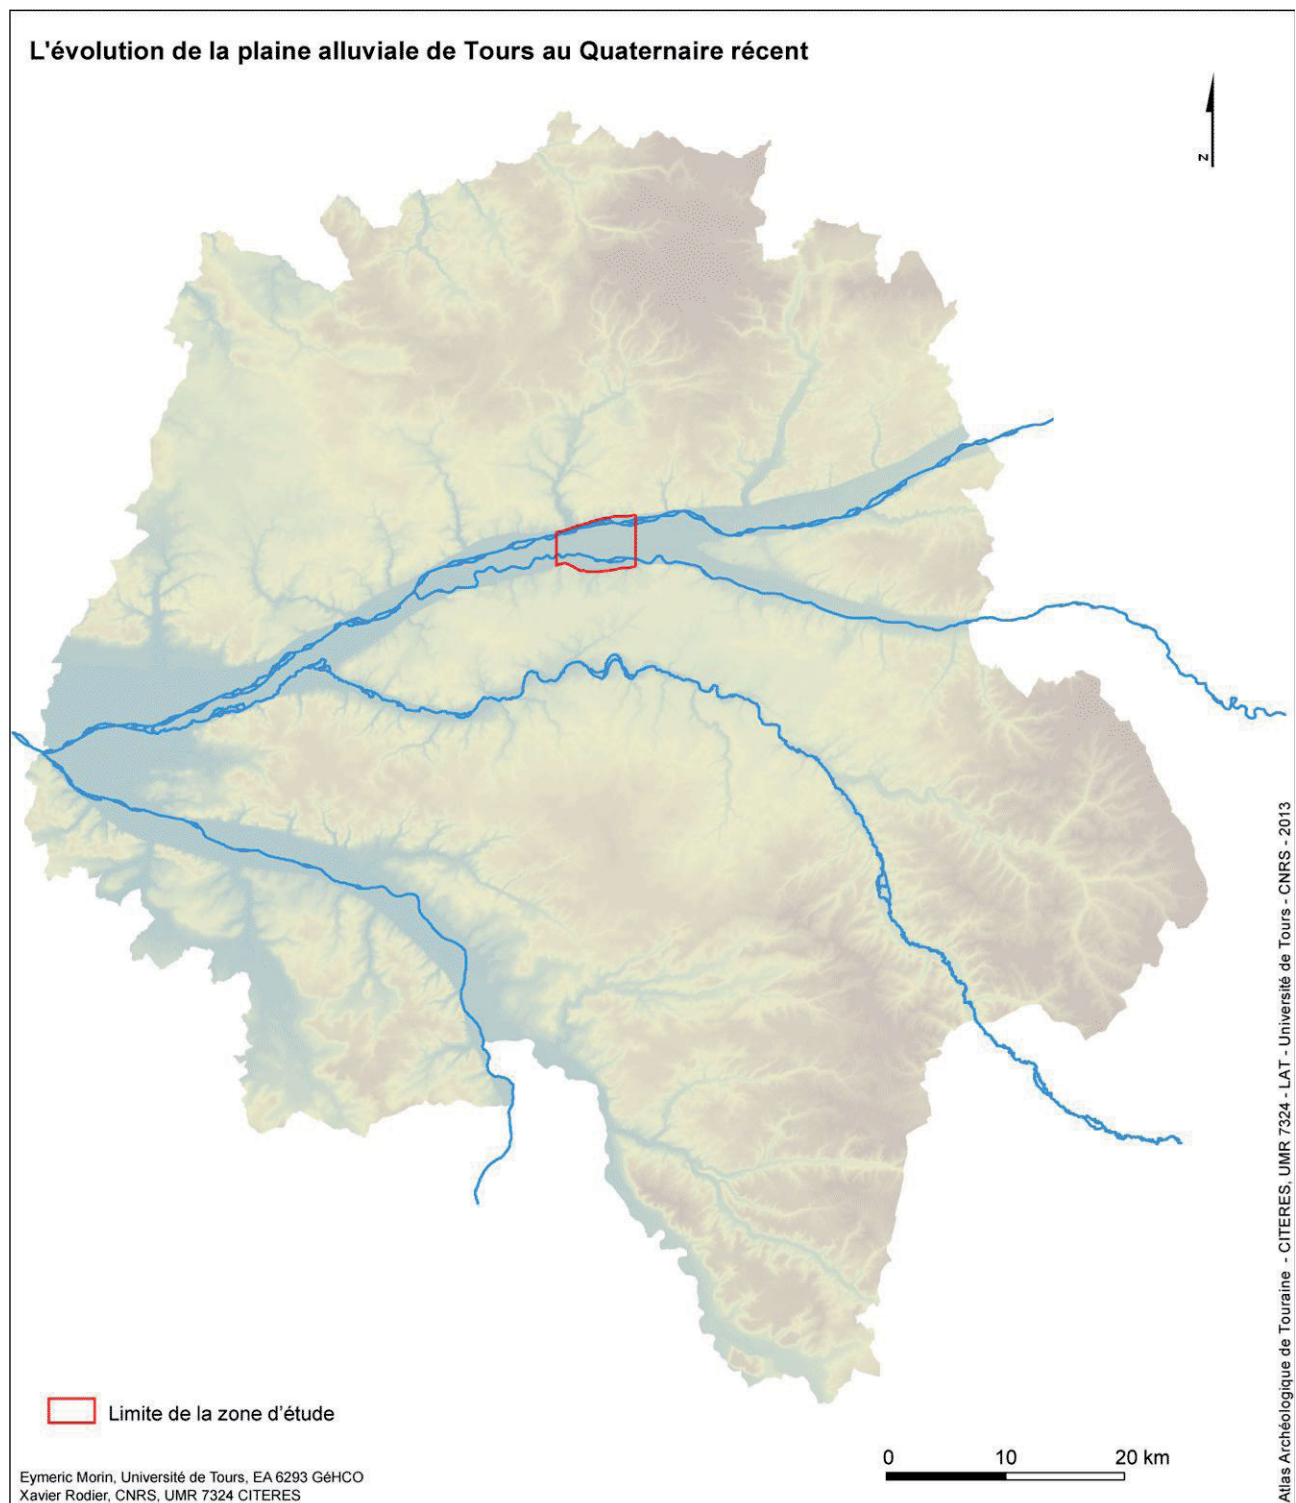 L'évolution de la plaine alluviale de Tours au Quaternaire récent
N
Atlas Archéologique de Touraine - CITERES, UMR 7324 - LAT - Université de Tours - CNRS - 2013
Limite de la zone d'étude
0 10 20 km
Eymeric Morin, Université de Tours, EA 6293 GéHCO
Xavier Rodier, CNRS, UMR 7324 CITERES